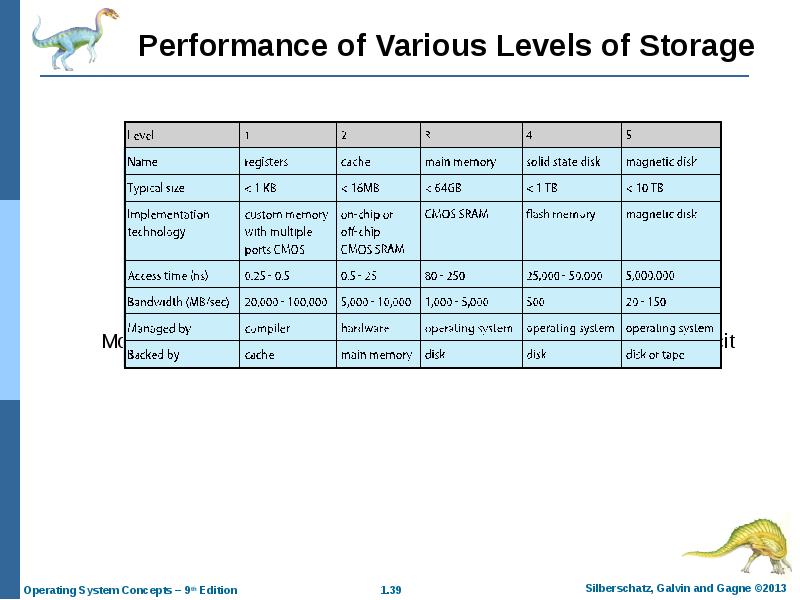 Performance of Various Levels of Storage
Level 1 2 3 4 5
Name registers cache main memory solid state disk magnetic disk
Typical size < 1 KB < 16MB < 64GB < 1 TB < 10 TB
Implementation technology custom memory with multiple ports CMOS on-chip or off-chip CMOS SRAM CMOS SRAM flash memory magnetic disk
Access time (ns) 0.25 - 0.5 0.5 - 25 80 - 250 25,000 - 50,000 5,000,000
Bandwidth (MB/sec) 20,000 - 100,000 5,000 - 10,000 1,000 - 5,000 500 20 - 150
Managed by compiler hardware operating system operating system operating system
Backed by cache main memory disk disk disk or tape
Operating System Concepts – 9th Edition 1.39 Silberschatz, Galvin and Gagne ©2013